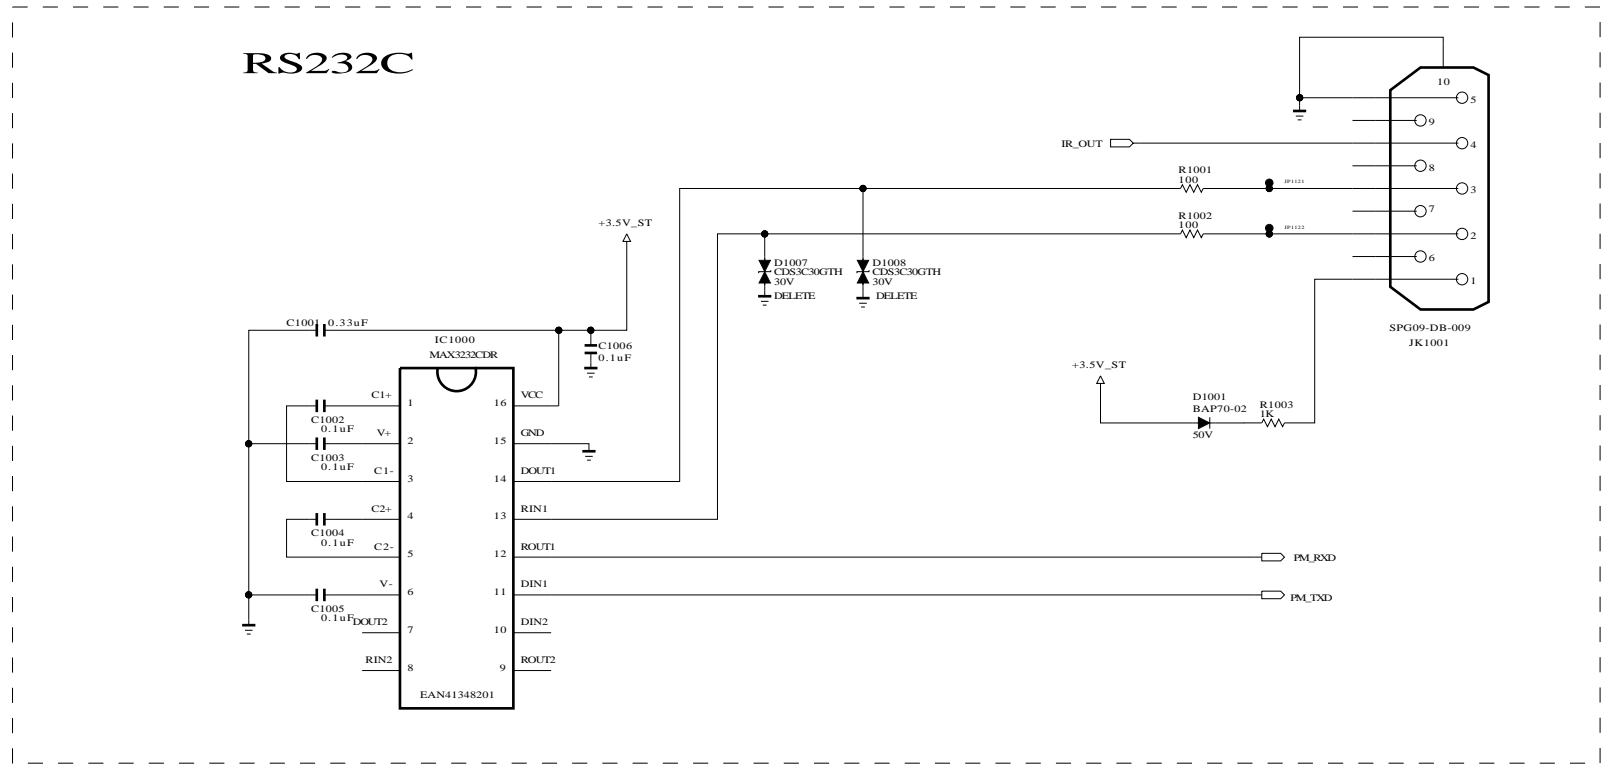 RS232C
10
5
9
IR_OUT
4
8
R1001
100
JP1121
3
7
R1002
100
JP1122
2
6
1
+3.5V_ST
D1007
CDS3C30GTH
30V
DELETE
D1008
CDS3C30GTH
30V
DELETE
SPG09-DB-009
JK1001
C1001 0.33uF
IC1000
MAX3232CDR
C1006
0.1uF
+3.5V_ST
D1001
BAP70-02
50V
R1003
1K
C1+
1
16
VCC
C1002
0.1uF
V+
2
15
GND
C1003
0.1uF
C1-
3
14
DOUT1
C2+
4
13
RIN1
C1004
0.1uF
C2-
5
12
ROUT1
PM_RXD
V-
6
11
DIN1
PM_TXD
C1005
0.1uF
DOUT2
7
10
DIN2
RIN2
8
9
ROUT2
EAN41348201